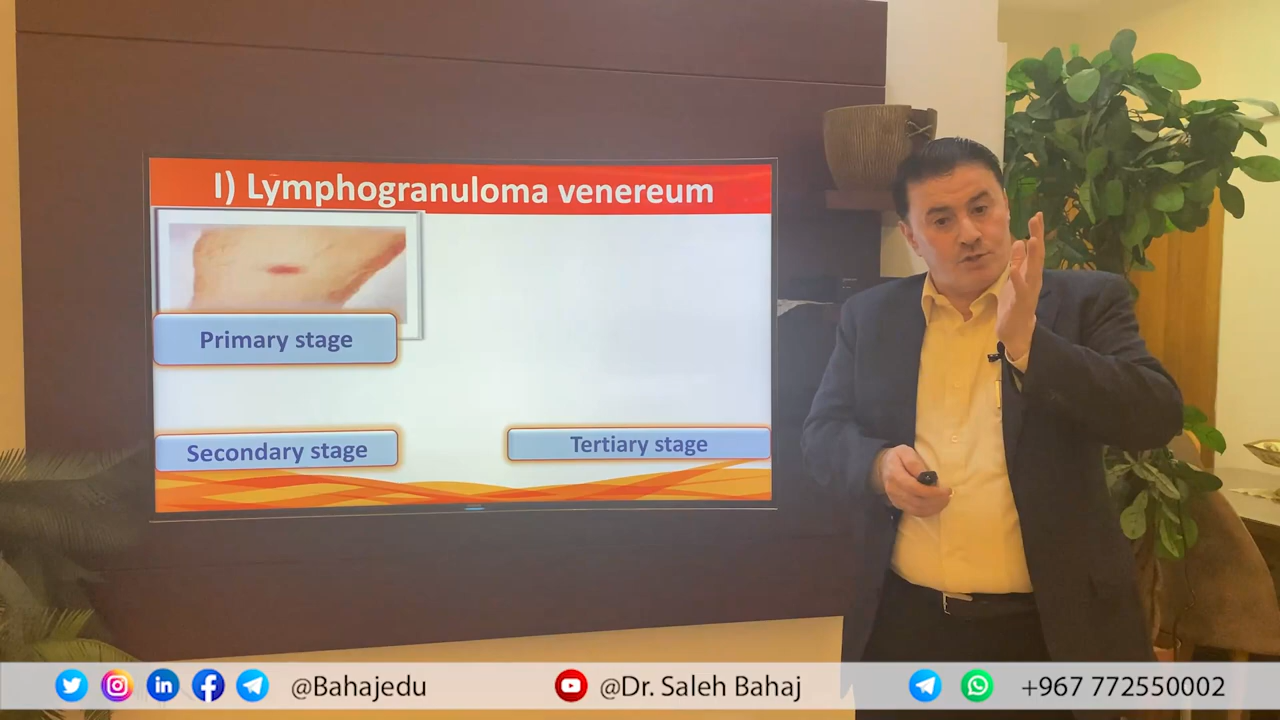 I) Lymphogranuloma venereum
Primary stage
Secondary stage
Tertiary stage
@Bahajedu
@Dr. Saleh Bahaj
+967 772550002